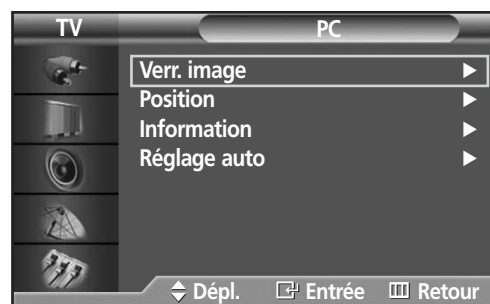 TV PC
Verr. image
Position
Information
Réglage auto
Dépl. Entrée Retour